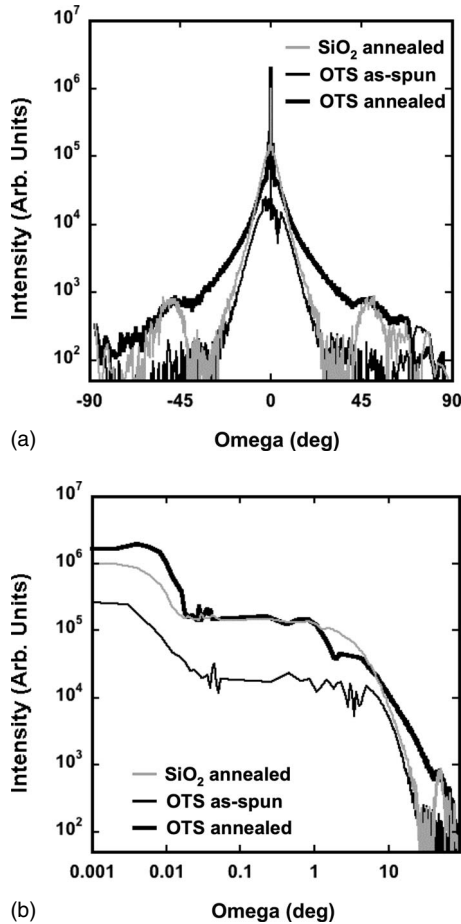 (a)
10^7
10^6
10^5
10^4
10^3
10^2
Intensity (Arb. Units)
SiO₂ annealed
OTS as-spun
OTS annealed
-90 -45 0 45 90
Omega (deg)
(b)
10^7
10^6
10^5
10^4
10^3
10^2
Intensity (Arb. Units)
SiO₂ annealed
OTS as-spun
OTS annealed
0.001 0.01 0.1 1 10
Omega (deg)